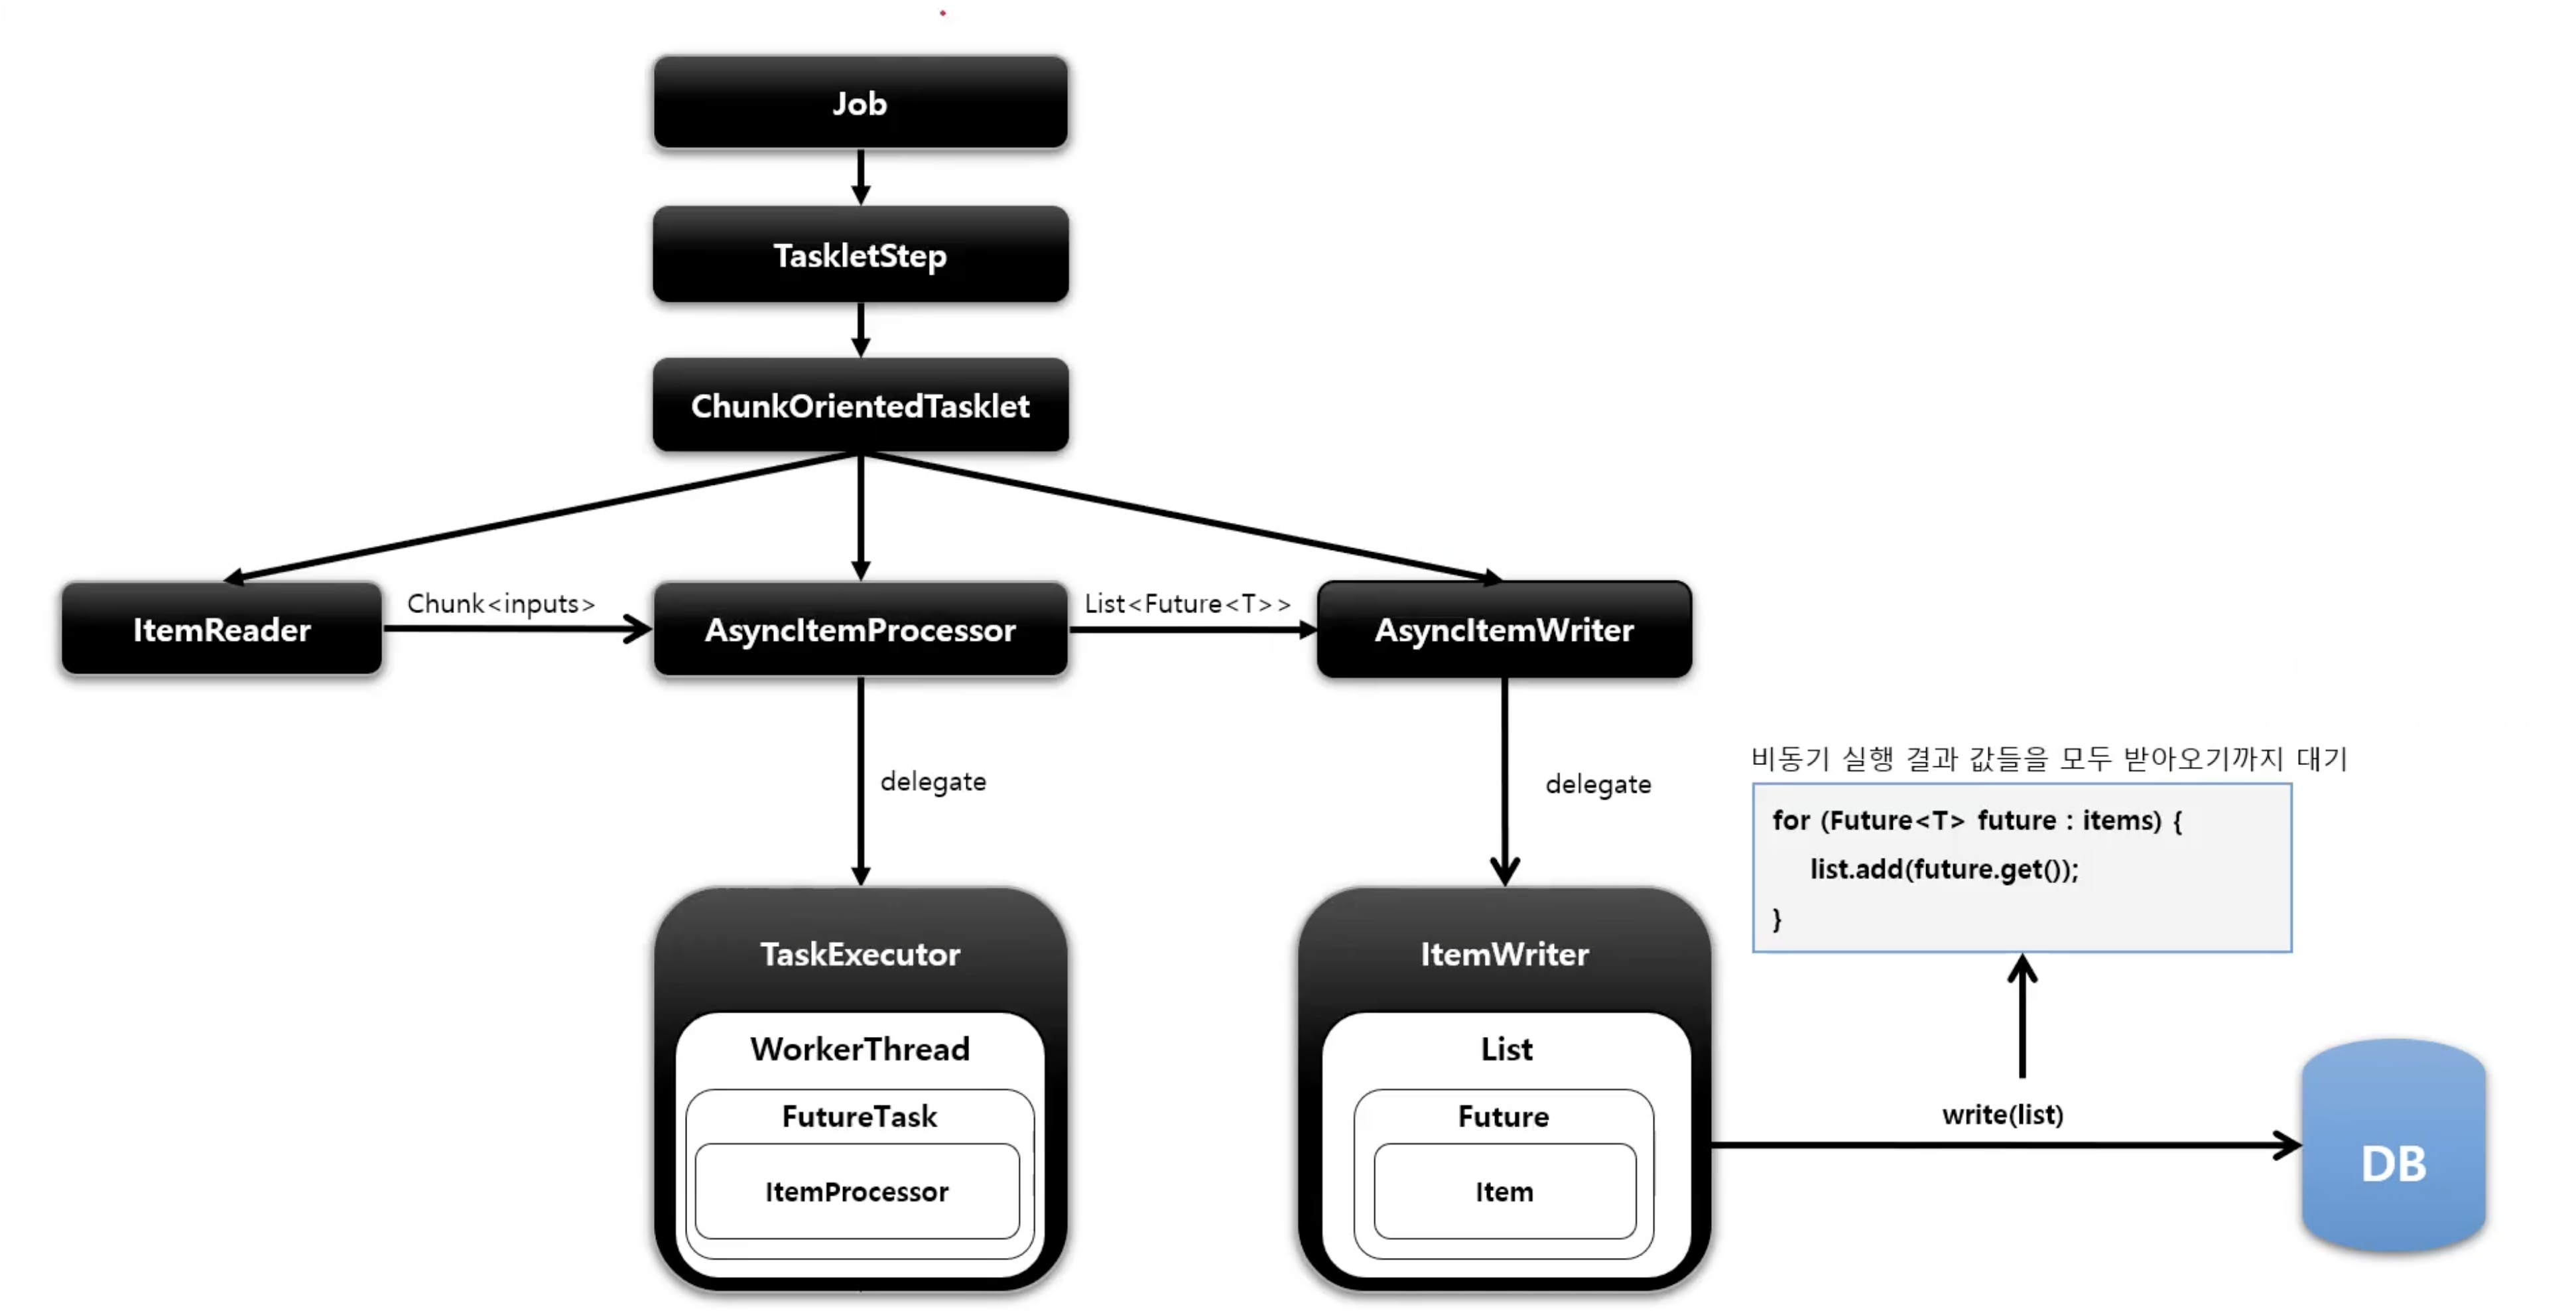 Job
TaskletStep
ChunkOrientedTasklet
ItemReader
Chunk<inputs>
AsyncItemProcessor
List<Future<T>>
AsyncItemWriter
delegate
delegate
비동기 실행 결과 값들을 모두 받아오기까지 대기
for (Future<T> future : items) {
list.add(future.get());
}
TaskExecutor
WorkerThread
FutureTask
ItemProcessor
ItemWriter
List
Future
Item
write(list)
DB